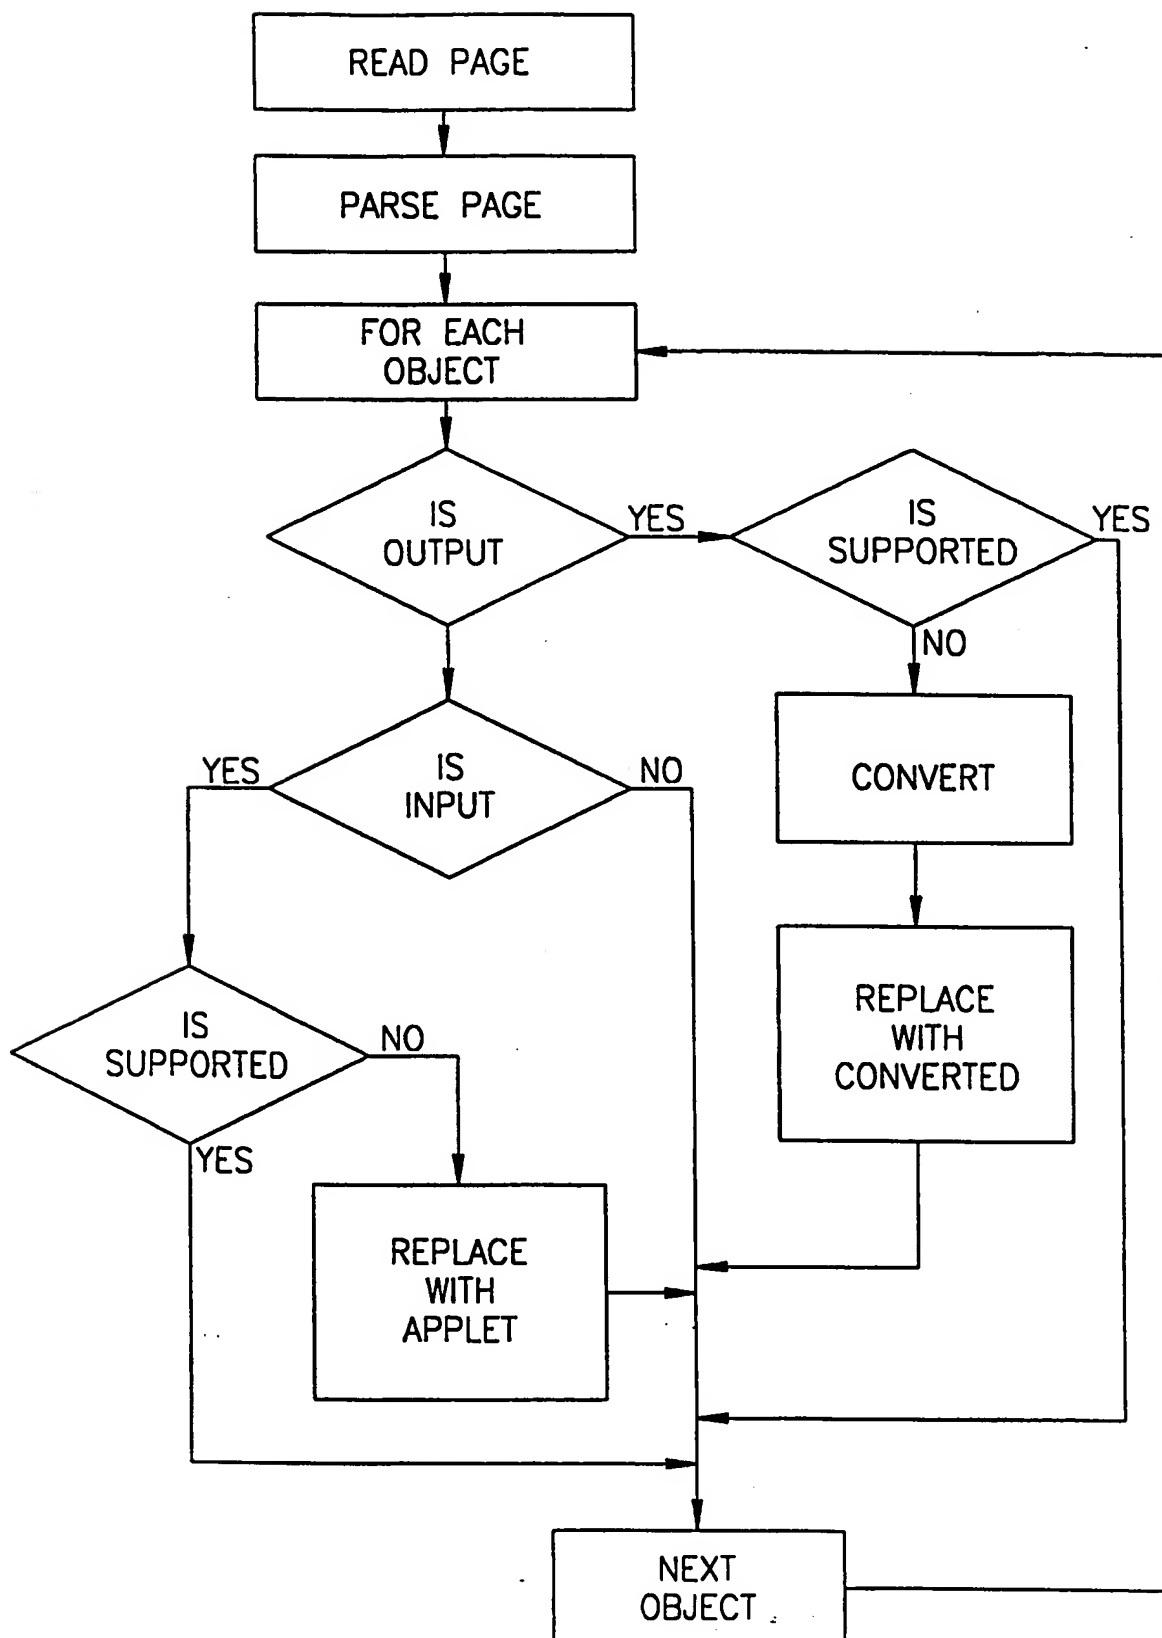 READ PAGE
PARSE PAGE
FOR EACH
OBJECT
IS
OUTPUT
YES
IS
SUPPORTED
YES
NO
IS
INPUT
YES
NO
CONVERT
REPLACE
WITH
CONVERTED
IS
SUPPORTED
NO
YES
REPLACE
WITH
APPLET
NEXT
OBJECT